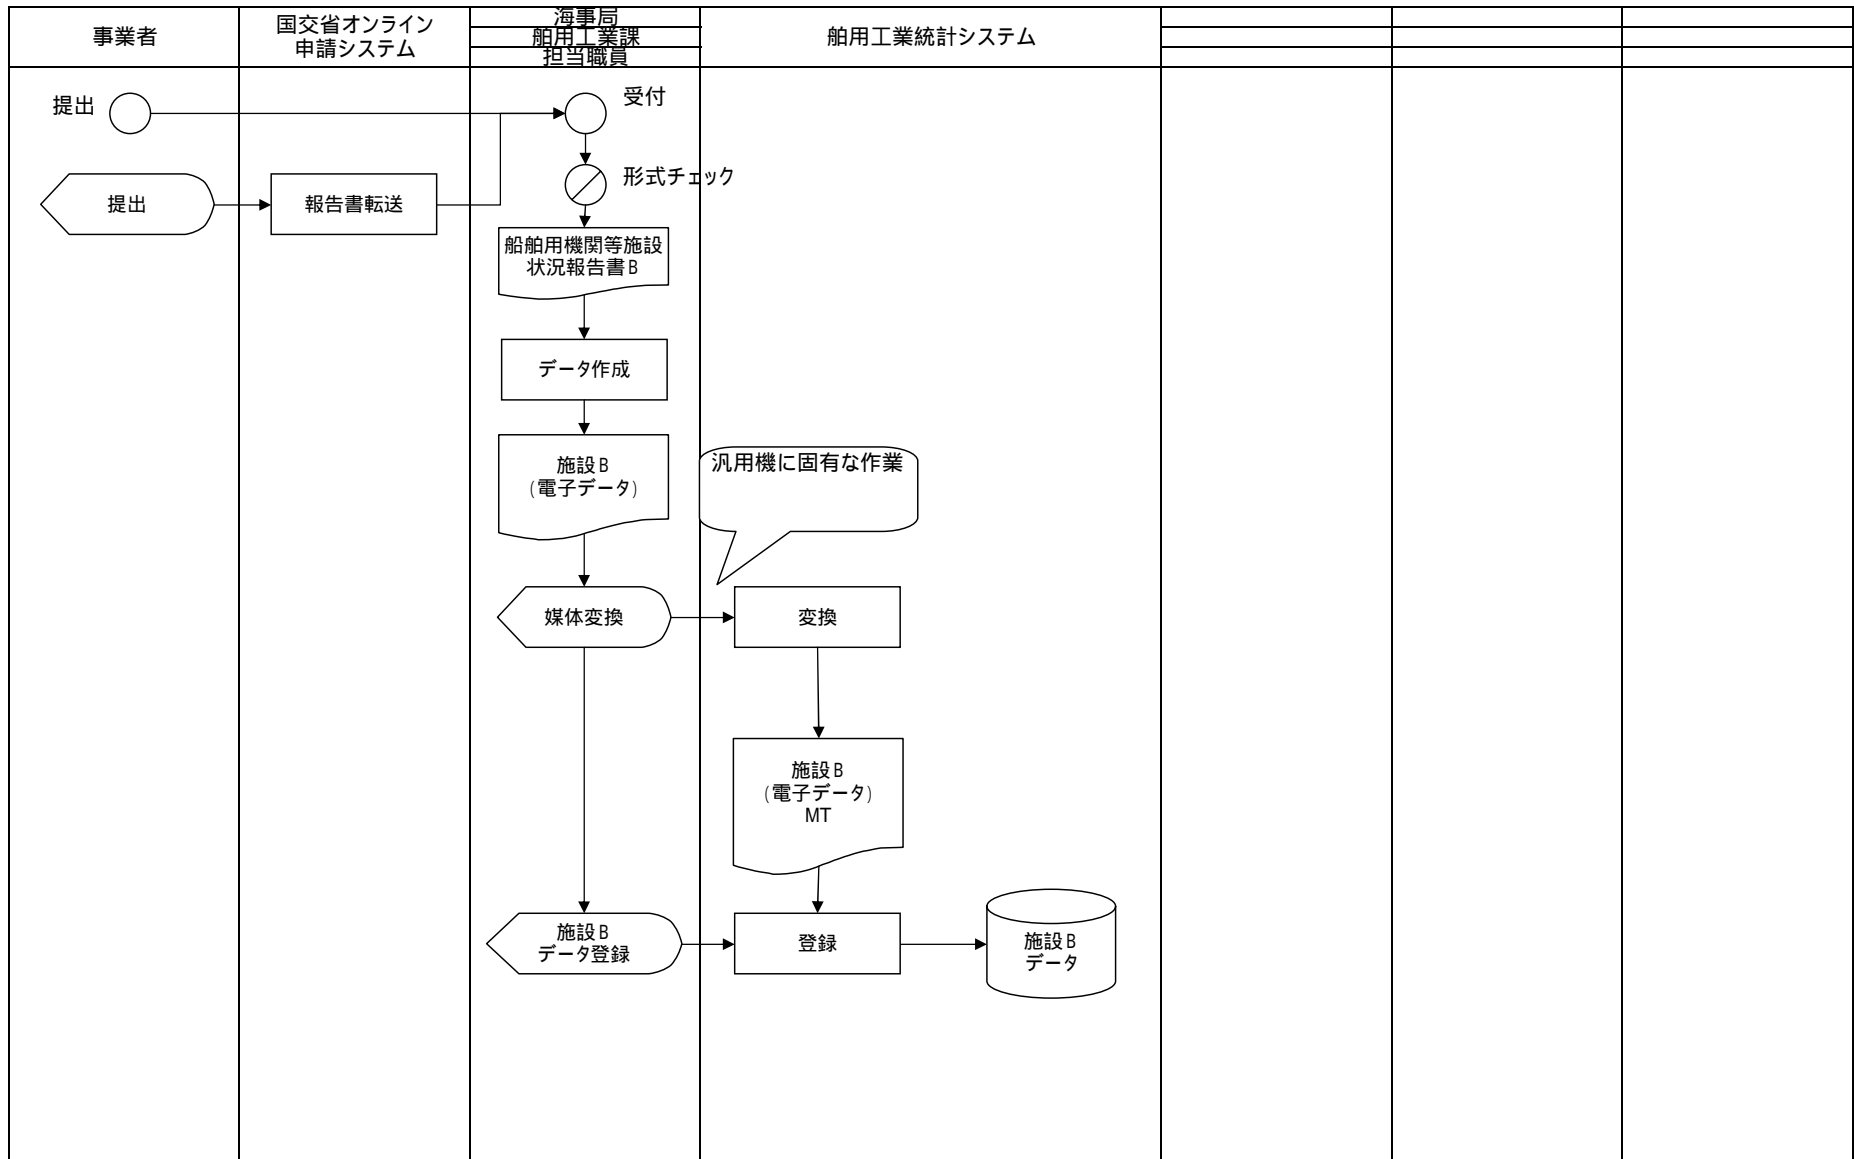 事業者
国交省オンライン
申請システム
海事局
舶用工業課
担当職員
舶用工業統計システム
提出
受付
形式チェック
提出
報告書転送
船舶用機関等施設
状況報告書B
データ作成
施設B
(電子データ)
汎用機に固有な作業
媒体変換
変換
施設B
(電子データ)
MT
施設B
データ登録
登録
施設B
データ